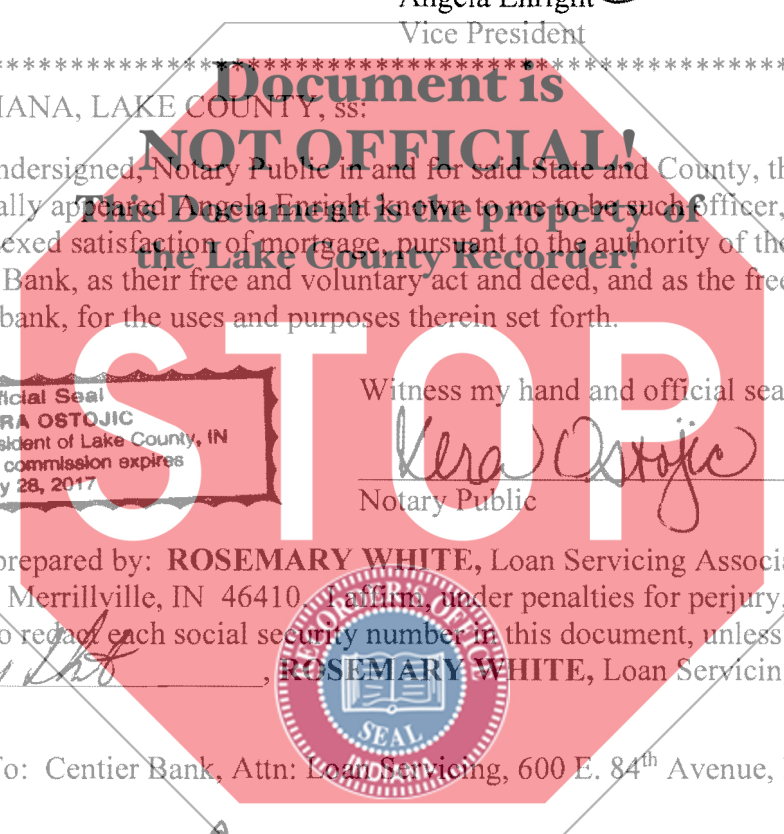 Angela Enright
Vice President
Document is
IANA, LAKE COUNTY, ss:
NOT OFFICIAL!
ndersigned, Notary Public in and for said State and County, th
This Document is the property of
ally appeared Angela Enright known to me to be such officer,
exed satisfaction of mortgage, pursuant to the authority of the
the Lake County Recorder!
Bank, as their free and voluntary act and deed, and as the free
bank, for the uses and purposes therein set forth.
STOP
ficial Seal
RA OSTOJIC
sident of Lake County, IN
commission expires
y 28, 2017
Witness my hand and official sea
Vera Ostojic
Notary Public
prepared by: ROSEMARY WHITE, Loan Servicing Associa
Merrillville, IN 46410. I affirm, under penalties for perjury,
o redact each social security number in this document, unless
, ROSEMARY WHITE, Loan Servicin
RECORDER'S OFFICE
SEAL
INDIANA
To: Centier Bank, Attn: Loan Servicing, 600 E. 84th Avenue,